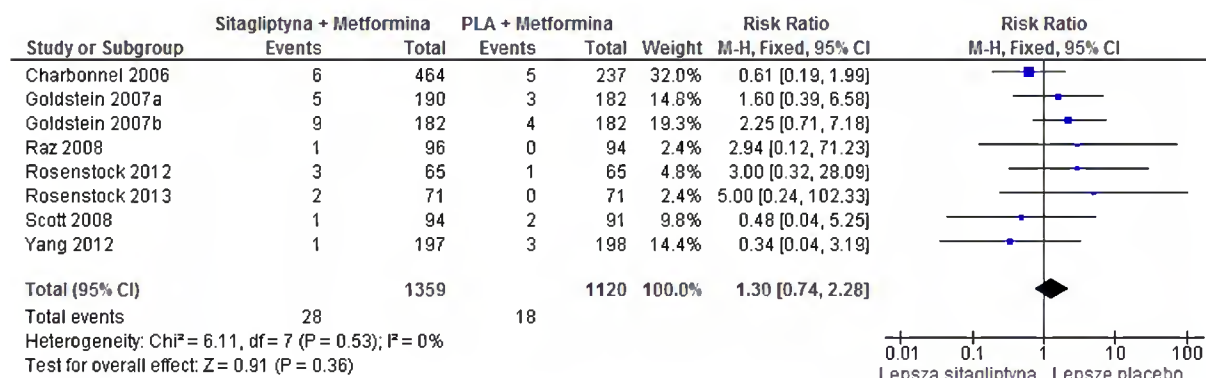 Sitagliptyna + Metformina PLA + Metformina Risk Ratio Risk Ratio
Study or Subgroup Events Total Events Total Weight M-H, Fixed, 95% CI M-H, Fixed, 95% CI
Charbonnel 2006 6 464 5 237 32.0% 0.61 [0.19, 1.99]
Goldstein 2007a 5 190 3 182 14.8% 1.60 [0.39, 6.58]
Goldstein 2007b 9 182 4 182 19.3% 2.25 [0.71, 7.18]
Raz 2008 1 96 0 94 2.4% 2.94 [0.12, 71.23]
Rosenstock 2012 3 65 1 65 4.8% 3.00 [0.32, 28.09]
Rosenstock 2013 2 71 0 71 2.4% 5.00 [0.24, 102.33]
Scott 2008 1 94 2 91 9.8% 0.48 [0.04, 5.25]
Yang 2012 1 197 3 198 14.4% 0.34 [0.04, 3.19]
Total (95% CI) 1359 1120 100.0% 1.30 [0.74, 2.28]
Total events 28 18
Heterogeneity: Chi² = 6.11, df = 7 (P = 0.53); I² = 0%
Test for overall effect: Z = 0.91 (P = 0.36)
0.01 0.1 1 10 100
Lepsza sitagliptyna Lepsze placebo